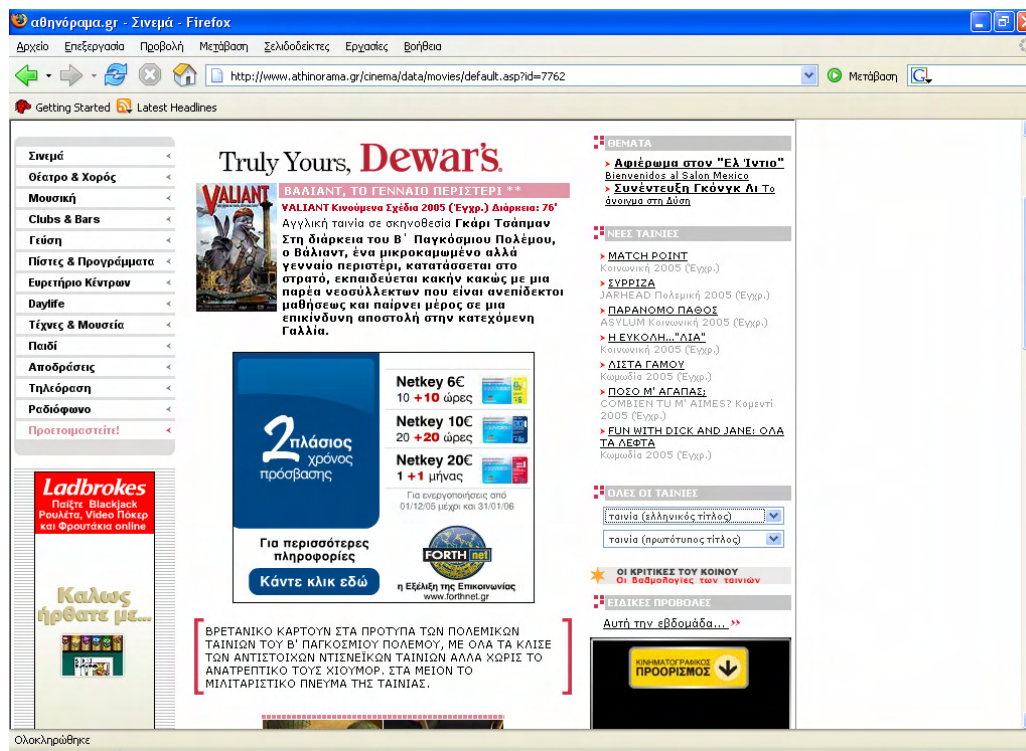 αθηνόραμα.gr - Σινεμά - Firefox
Αρχείο Επεξεργασία Προβολή Μετάβαση Σελιδοδείκτες Εργασίες Βοήθεια
http://www.athinorama.gr/cinema/data/movies/default.asp?id=7762
Μετάβαση
Getting Started Latest Headlines
Σινεμά
Θέατρο & Χορός
Μουσική
Clubs & Bars
Γεύση
Πίστες & Προγράμματα
Ευρετήριο Κέντρων
Daylife
Τέχνες & Μουσεία
Παιδί
Αποδράσεις
Τηλεόραση
Ραδιόφωνο
Προετοιμαστείτε!
Ladbrokes
Παίξτε Blackjack
Ρουλέτα, Video Πόκερ
και Φρουτάκια online
Καλως
ήρθατε με...
Truly Yours, Dewar's.
VALIANT
ΒΑΛΙΑΝΤ, ΤΟ ΓΕΝΝΑΙΟ ΠΕΡΙΣΤΕΡΙ **
VALIANT Κινούμενα Σχέδια 2005 (Έγχρ.) Διάρκεια: 76'
Αγγλική ταινία σε σκηνοθεσία Γκάρι Τσάπμαν
Στη διάρκεια του Β΄ Παγκόσμιου Πολέμου,
ο Βάλιαντ, ένα μικροκαμωμένο αλλά
γενναίο περιστέρι, κατατάσσεται στο
στρατό, εκπαιδεύεται κακήν κακώς με μια
παρέα νεοσύλλεκτων που είναι ανεπίδεκτοι
μαθήσεως και παίρνει μέρος σε μια
επικίνδυνη αποστολή στην κατεχόμενη
Γαλλία.
2πλάσιος
χρόνος
πρόσβασης
Netkey 6€
10 +10 ώρες
Netkey 10€
20 +20 ώρες
Netkey 20€
1 +1 μήνας
Για ενεργοποιήσεις από
01/12/05 μέχρι και 31/01/06
Για περισσότερες
πληροφορίες
Κάντε κλικ εδώ
FORTHnet
η Εξέλιξη της Επικοινωνίας
www.forthnet.gr
ΒΡΕΤΑΝΙΚΟ ΚΑΡΤΟΥΝ ΣΤΑ ΠΡΟΤΥΠΑ ΤΩΝ ΠΟΛΕΜΙΚΩΝ
ΤΑΙΝΙΩΝ ΤΟΥ Β' ΠΑΓΚΟΣΜΙΟΥ ΠΟΛΕΜΟΥ, ΜΕ ΟΛΑ ΤΑ ΚΛΙΣΕ
ΤΩΝ ΑΝΤΙΣΤΟΙΧΩΝ ΝΤΙΣΝΕΪΚΩΝ ΤΑΙΝΙΩΝ ΑΛΛΑ ΧΩΡΙΣ ΤΟ
ΑΝΑΤΡΕΠΤΙΚΟ ΤΟΥΣ ΧΙΟΥΜΟΡ. ΣΤΑ ΜΕΙΟΝ ΤΟ
ΜΙΛΙΤΑΡΙΣΤΙΚΟ ΠΝΕΥΜΑ ΤΗΣ ΤΑΙΝΙΑΣ.
ΘΕΜΑΤΑ
Αφιέρωμα στον "Ελ Ίντιο"
Bienvenidos al Salon Mexico
Συνέντευξη Γκόνγκ Λι Το
άνοιγμα στη Δύση
ΝΕΕΣ ΤΑΙΝΙΕΣ
MATCH POINT
Κοινωνική 2005 (Έγχρ.)
ΣΥΡΡΙΖΑ
JARHEAD Πολεμική 2005 (Έγχρ.)
ΠΑΡΑΝΟΜΟ ΠΑΘΟΣ
ASYLUM Κοινωνική 2005 (Έγχρ.)
Η ΕΥΚΟΛΗ..."ΛΙΑ"
Κοινωνική 2005 (Έγχρ.)
ΛΙΣΤΑ ΓΑΜΟΥ
Κωμωδία 2005 (Έγχρ.)
ΠΟΣΟ Μ' ΑΓΑΠΑΣ;
COMBIEN TU M' AIMES? Κομεντί
2005 (Έγχρ.)
FUN WITH DICK AND JANE: ΟΛΑ
ΤΑ ΛΕΦΤΑ
Κωμωδία 2005 (Έγχρ.)
ΟΛΕΣ ΟΙ ΤΑΙΝΙΕΣ
ταινία (ελληνικός τίτλος)
ταινία (πρωτότυπος τίτλος)
ΟΙ ΚΡΙΤΙΚΕΣ ΤΟΥ ΚΟΙΝΟΥ
Οι Βαθμολογίες των ταινιών
ΕΙΔΙΚΕΣ ΠΡΟΒΟΛΕΣ
Αυτή την εβδομάδα...
ΚΙΝΗΜΑΤΟΓΡΑΦΙΚΟΣ
ΠΡΟΟΡΙΣΜΟΣ
Ολοκληρώθηκε